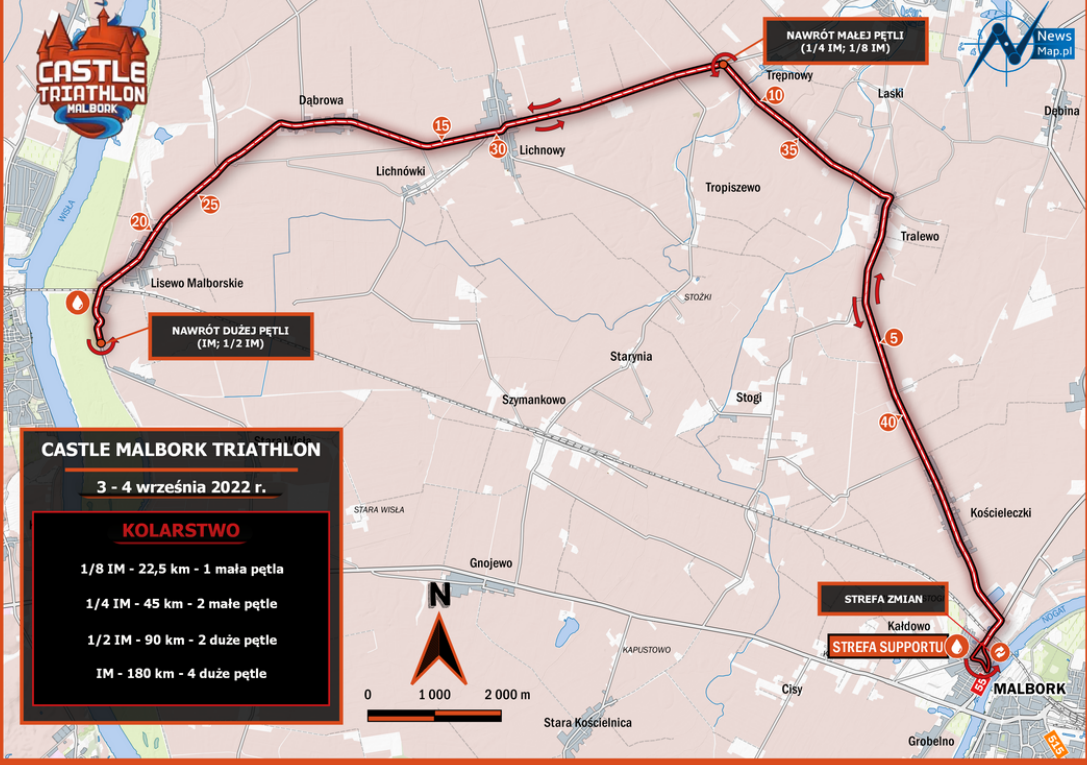 CASTLE
TRIATHLON
MALBORK
NAWRÓT MAŁEJ PĘTLI
(1/4 IM; 1/8 IM)
News
Map.pl
Trępnowy
10
Laski
Dębina
Dąbrowa
15
30
Lichnowy
35
Lichnówki
Tropiszewo
25
20
WISŁA
Tralewo
Lisewo Malborskie
STOŻKI
NAWRÓT DUŻEJ PĘTLI
(IM; 1/2 IM)
5
Starynia
Szymankowo
Stogi
40
Stara Wisła
CASTLE MALBORK TRIATHLON
3 - 4 września 2022 r.
KOLARSTWO
1/8 IM - 22,5 km - 1 mała pętla
1/4 IM - 45 km - 2 małe pętle
1/2 IM - 90 km - 2 duże pętle
IM - 180 km - 4 duże pętle
STARA WISŁA
Kościeleczki
Gnojewo
N
0 1 000 2 000 m
STREFA ZMIAN
NOGAT
Kałdowo
STREFA SUPPORTU
KAPUSTOWO
55
MALBORK
Cisy
Stara Kościelnica
Grobelno
515